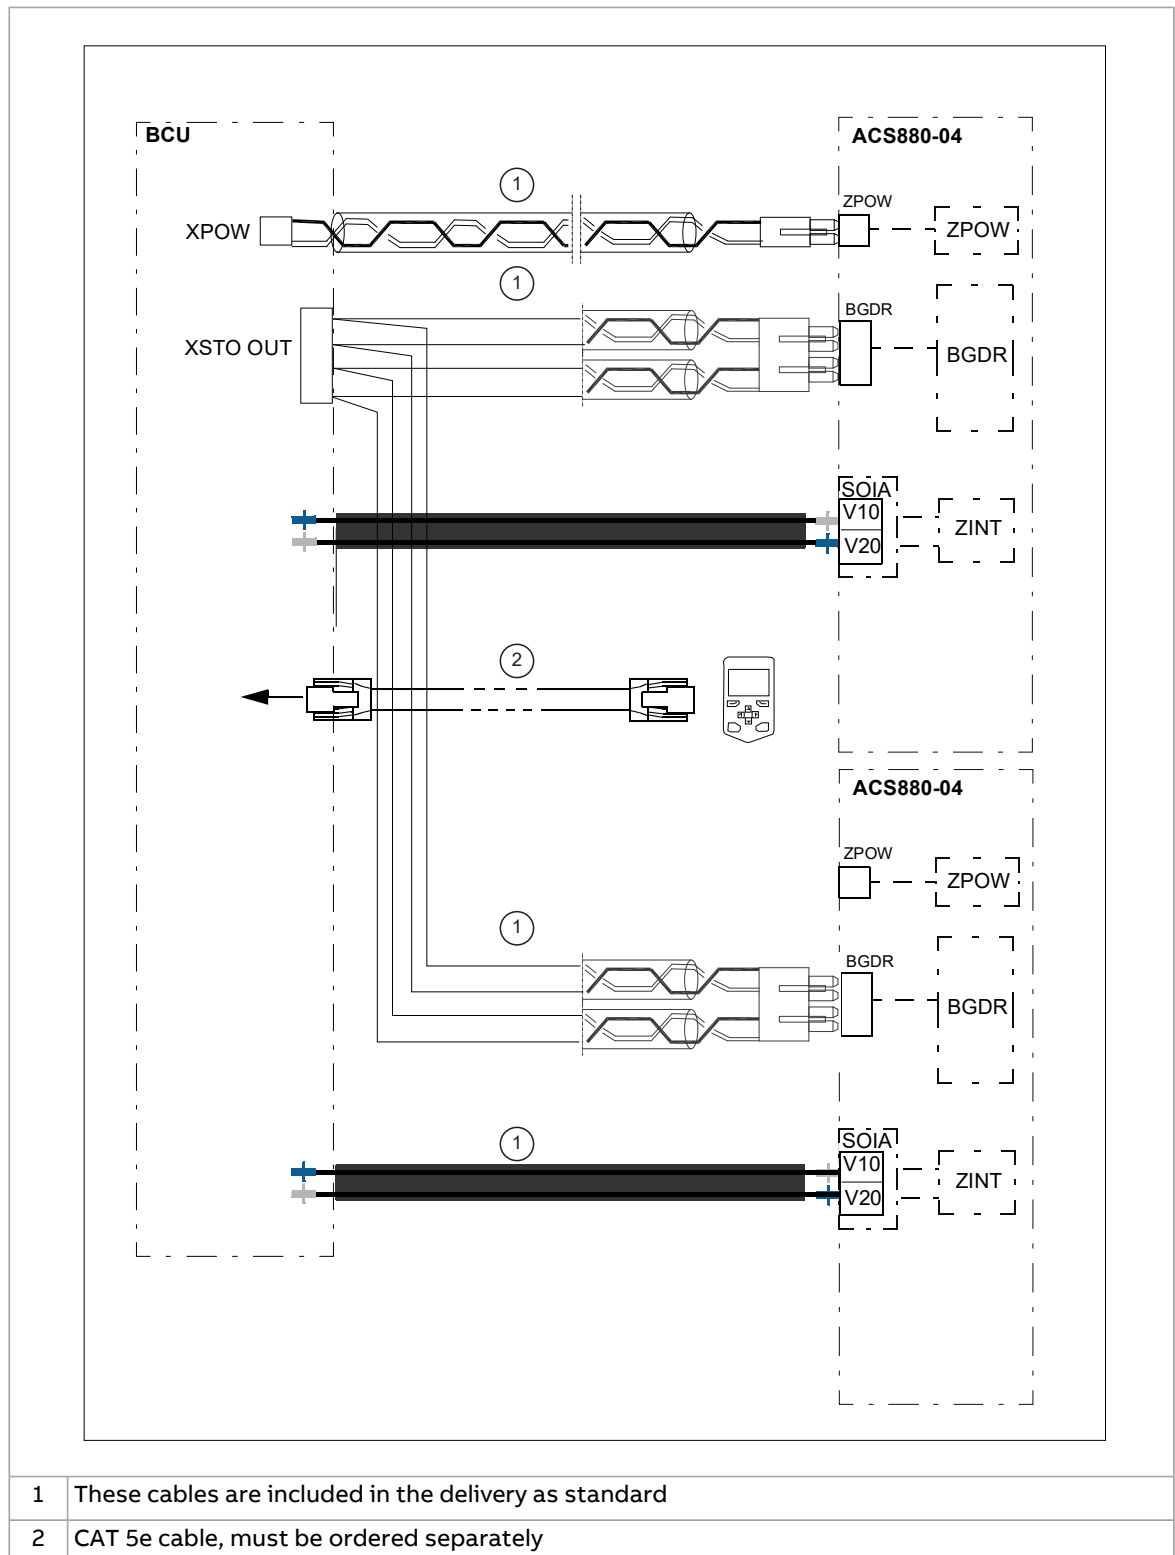 BCU
ACS880-04
1
ZPOW
XPOW
ZPOW
1
BGDR
XSTO OUT
BGDR
SOIA
V10
ZINT
V20
2
ACS880-04
ZPOW
ZPOW
1
BGDR
BGDR
1
SOIA
V10
ZINT
V20
1 These cables are included in the delivery as standard
2 CAT 5e cable, must be ordered separately